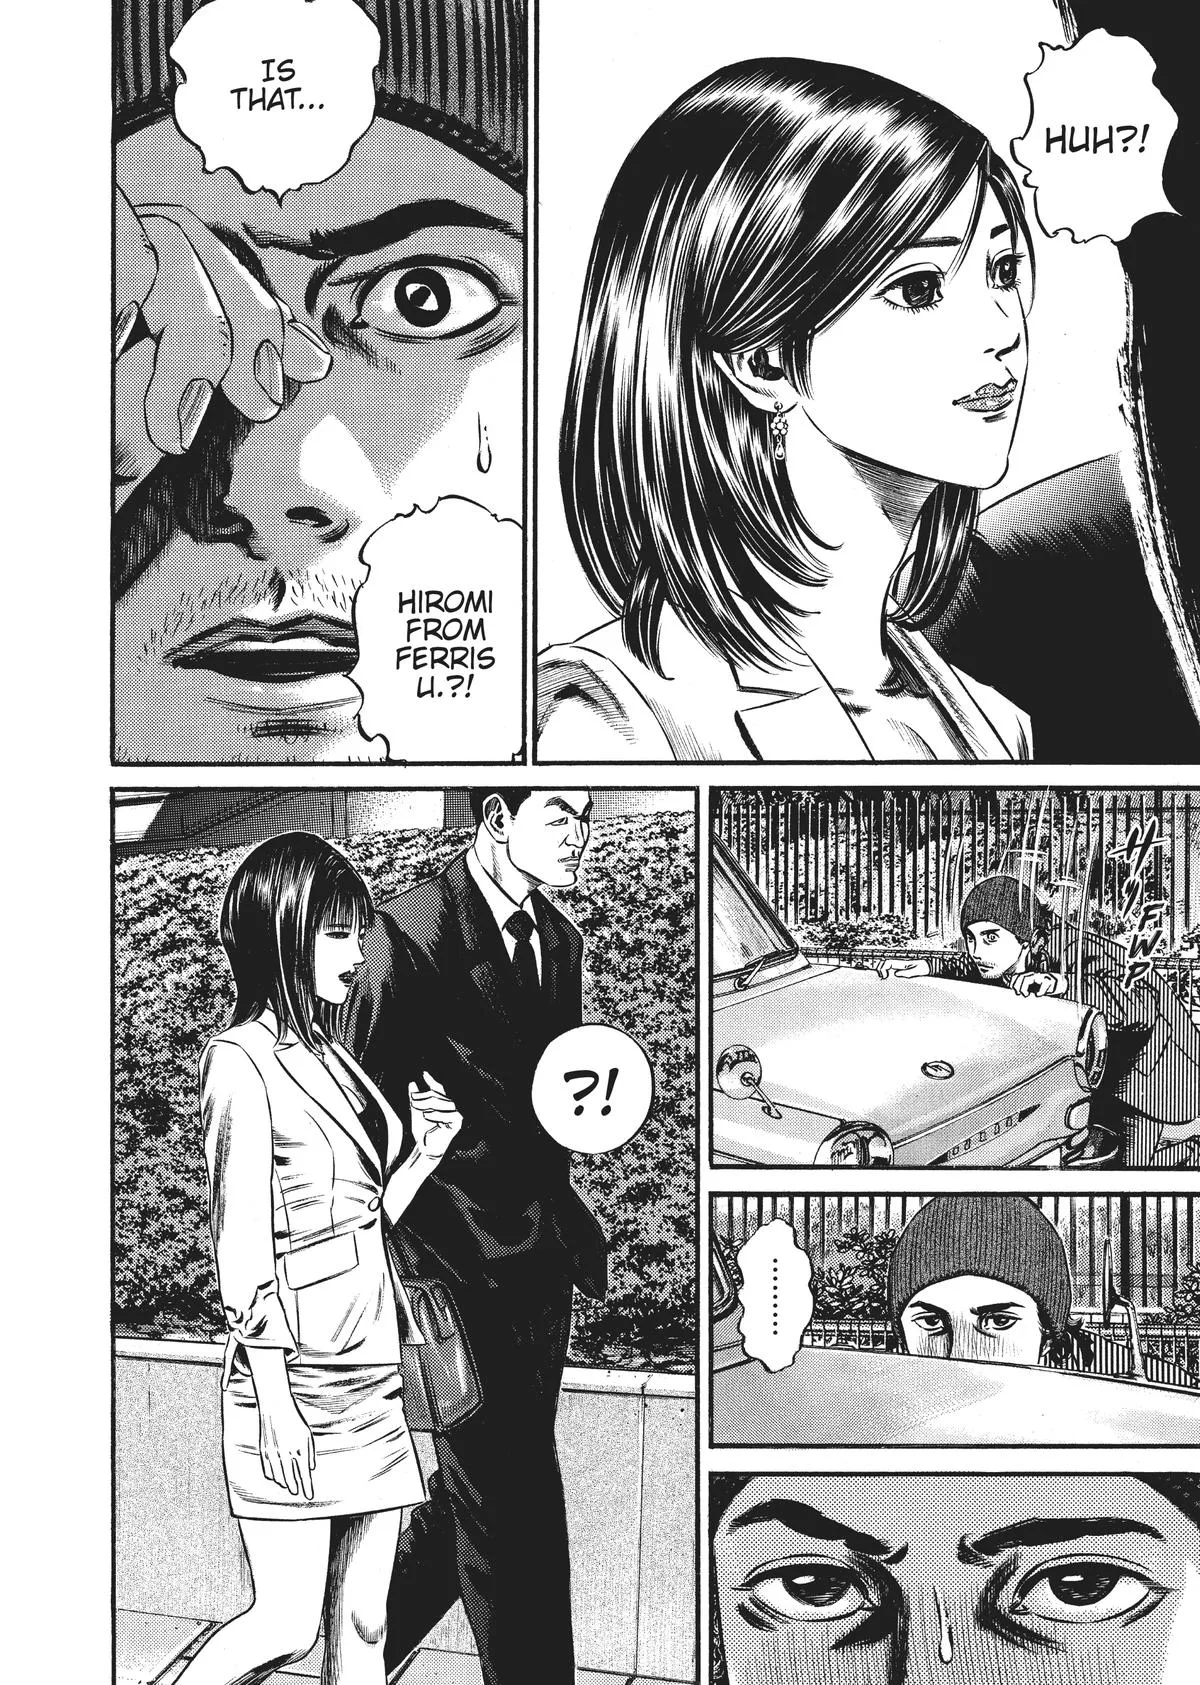 HUH?!
IS
THAT...
HIROMI
FROM
FERRIS
U.?!
FWP
?!
.........